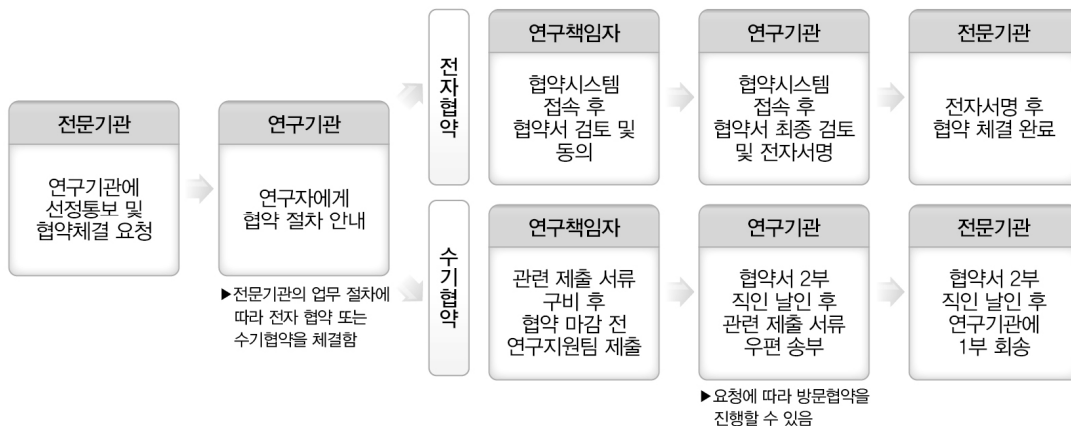 전문기관
연구기관에
선정통보 및
협약체결 요청
연구기관
연구자에게
협약 절차 안내
▶전문기관의 업무 절차에
따라 전자 협약 또는
수기협약을 체결함
전자협약
연구책임자
협약시스템
접속 후
협약서 검토 및
동의
연구기관
협약시스템
접속 후
협약서 최종 검토
및 전자서명
전문기관
전자서명 후
협약 체결 완료
수기협약
연구책임자
관련 제출 서류
구비 후
협약 마감 전
연구지원팀 제출
연구기관
협약서 2부
직인 날인 후
관련 제출 서류
우편 송부
▶요청에 따라 방문협약을
진행할 수 있음
전문기관
협약서 2부
직인 날인 후
연구기관에
1부 회송